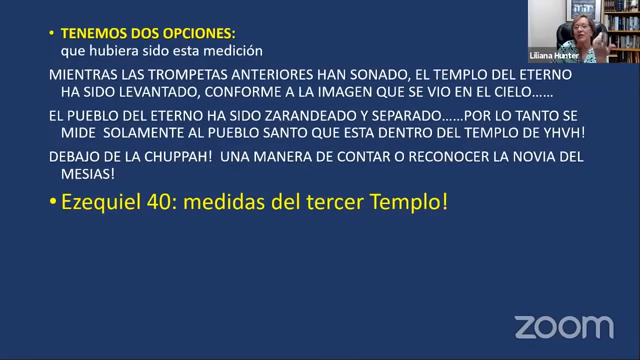 • TENEMOS DOS OPCIONES:
que hubiera sido esta medición
MIENTRAS LAS TROMPETAS ANTERIORES HAN SONADO, EL TEMPLO DEL ETERNO
HA SIDO LEVANTADO, CONFORME A LA IMAGEN QUE SE VIO EN EL CIELO……
EL PUEBLO DEL ETERNO HA SIDO ZARANDEADO Y SEPARADO……POR LO TANTO SE
MIDE SOLAMENTE AL PUEBLO SANTO QUE ESTA DENTRO DEL TEMPLO DE YHVH!
DEBAJO DE LA CHUPPAH! UNA MANERA DE CONTAR O RECONOCER LA NOVIA DEL
MESIAS!
• Ezequiel 40: medidas del tercer Templo!
Liliana Hunter
zoom